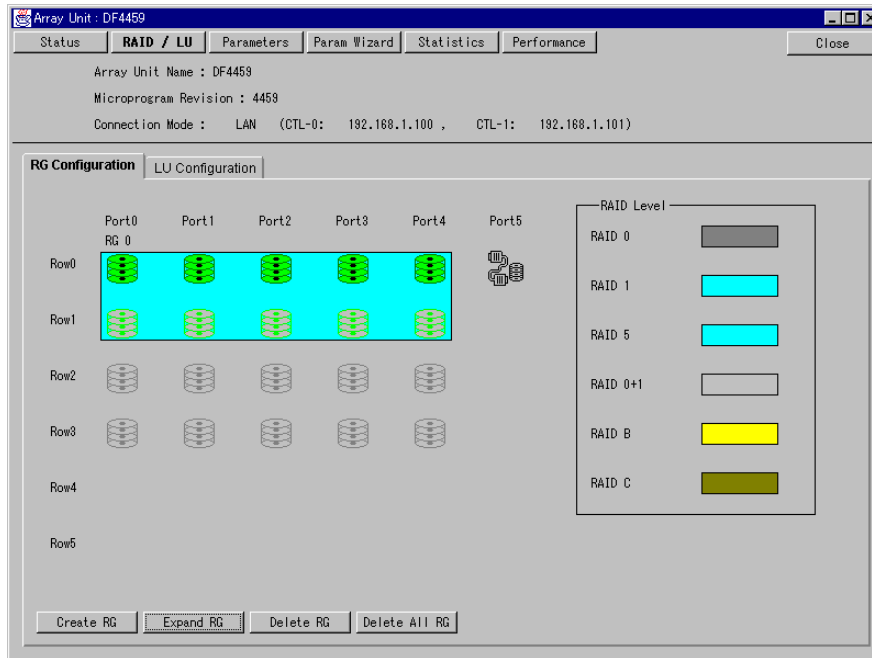 Array Unit : DF4459
Status RAID / LU Parameters Param Wizard Statistics Performance Close
Array Unit Name : DF4459
Microprogram Revision : 4459
Connection Mode : LAN (CTL-0: 192.168.1.100 , CTL-1: 192.168.1.101)
RG Configuration LU Configuration
Port0 Port1 Port2 Port3 Port4 Port5
RG 0
Row0
Row1
Row2
Row3
Row4
Row5
RAID Level
RAID 0
RAID 1
RAID 5
RAID 0+1
RAID B
RAID C
Create RG Expand RG Delete RG Delete All RG